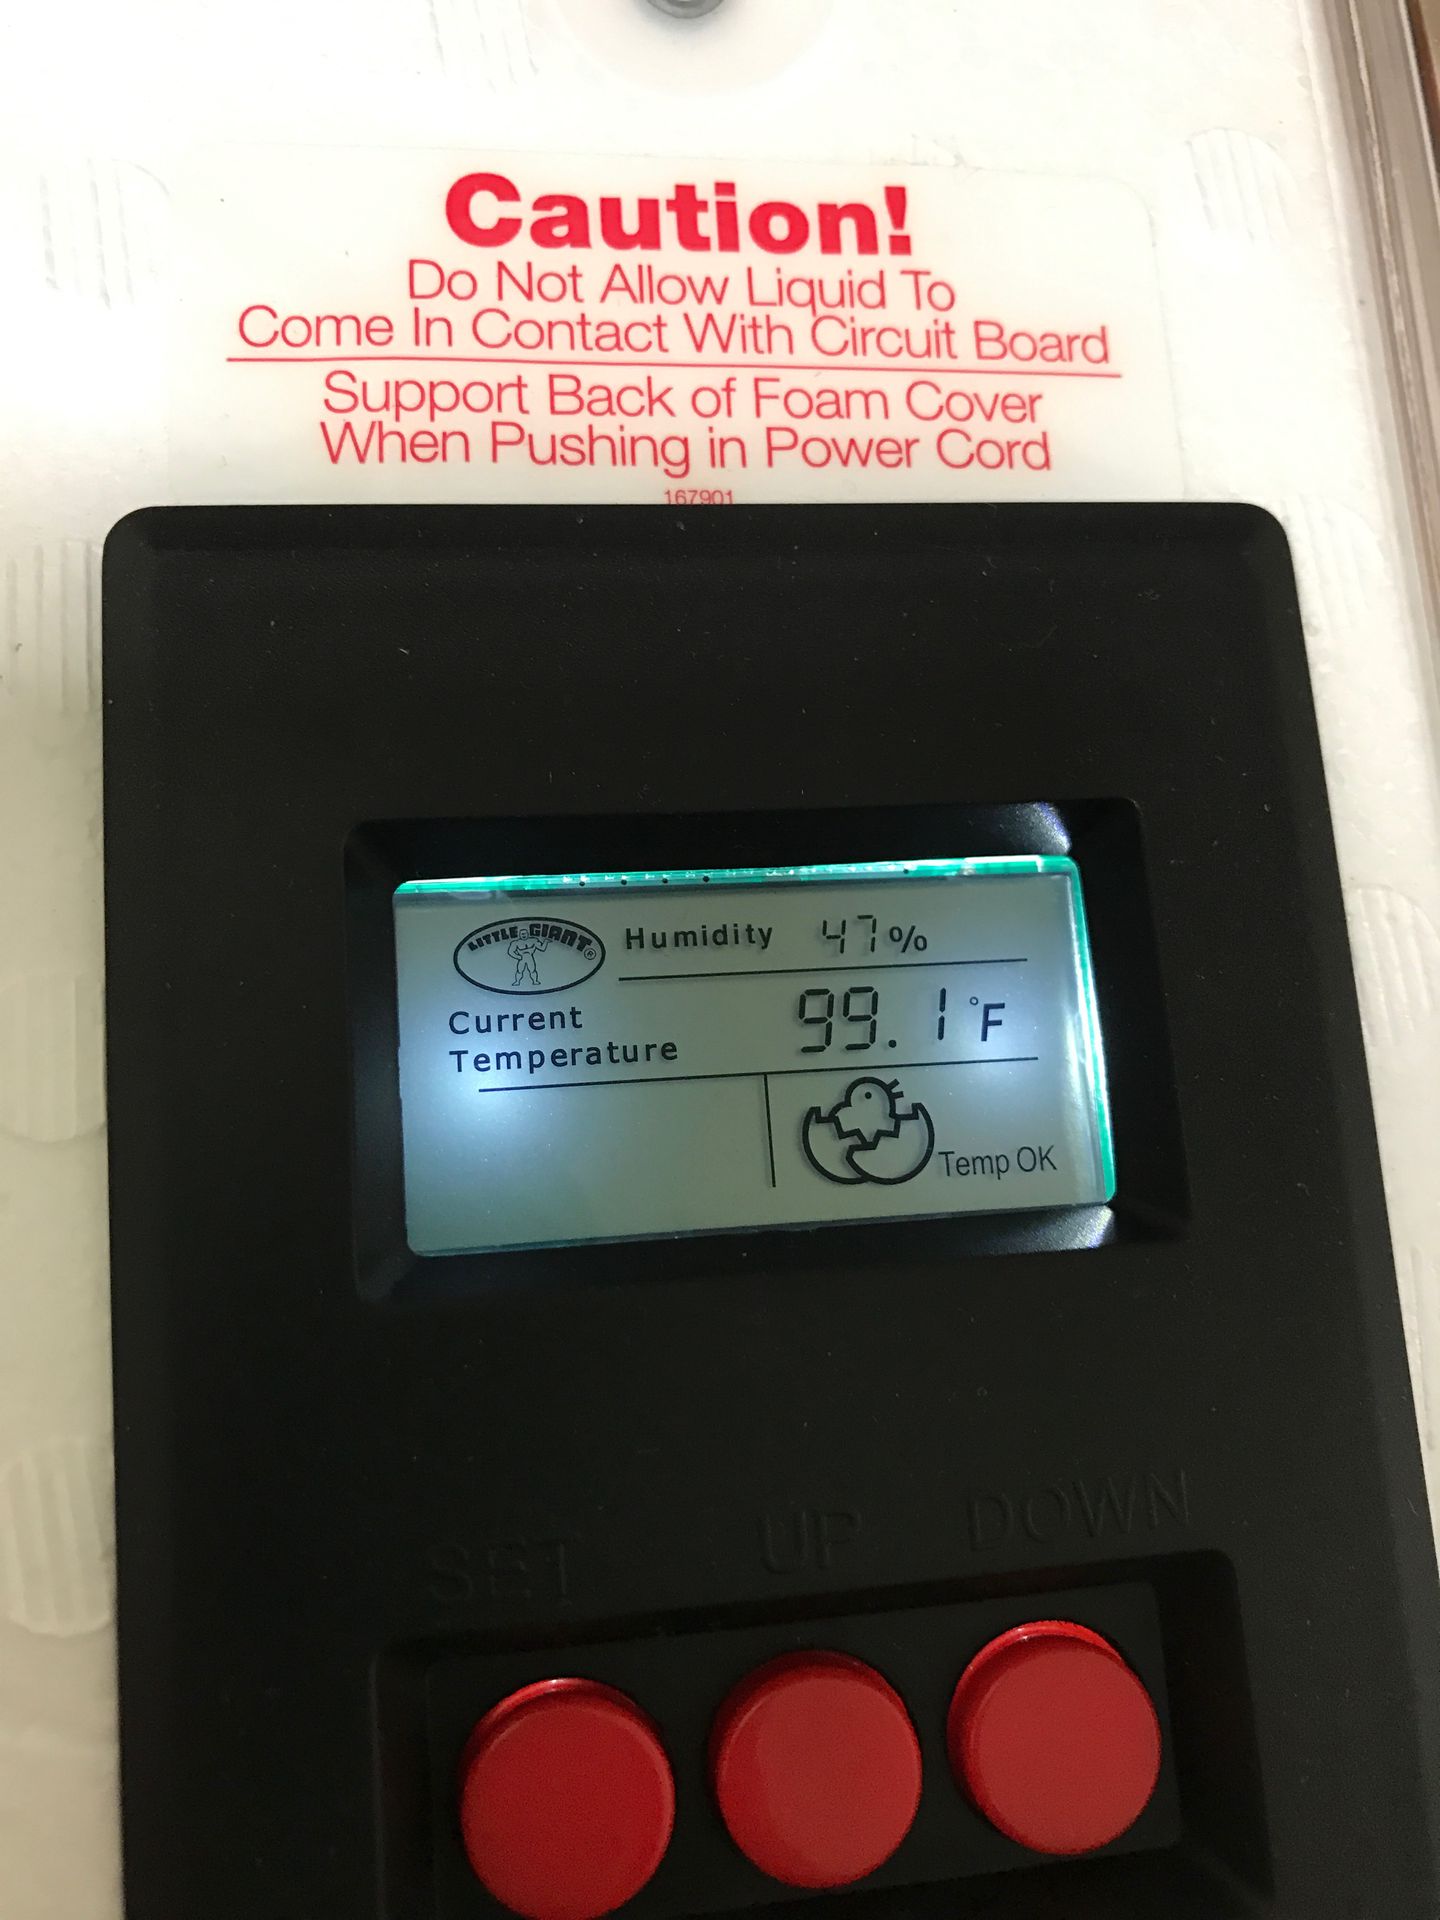 Caution!
Do Not Allow Liquid To
Come In Contact With Circuit Board
Support Back of Foam Cover
When Pushing in Power Cord
167901
LITTLE GIANT®
Humidity 47%
Current
Temperature
99.1°F
Temp OK
SET UP DOWN